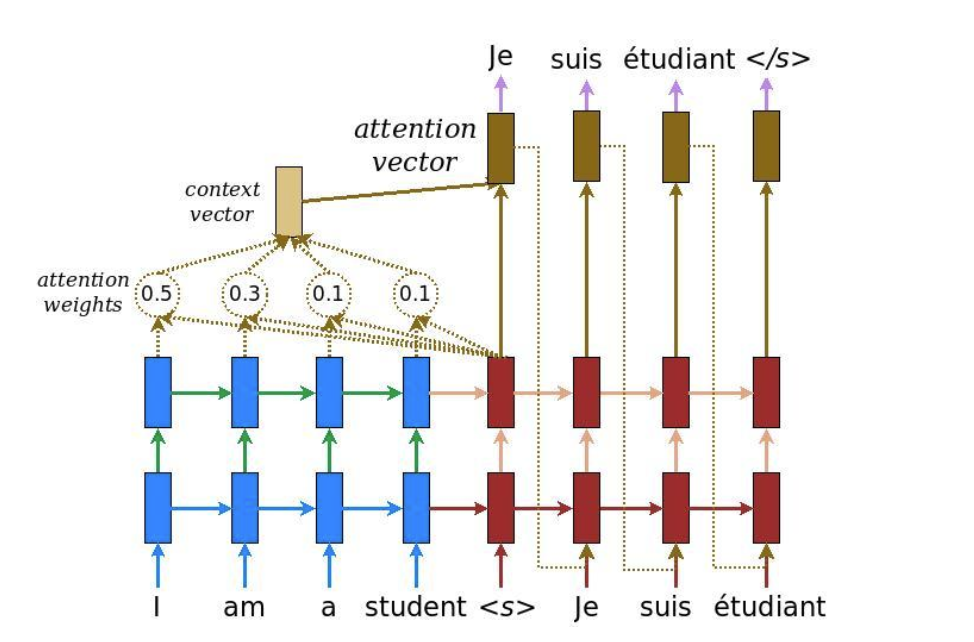 Je suis étudiant </s>
attention
vector
context
vector
attention
weights
0.5 0.3 0.1 0.1
I am a student <s> Je suis étudiant